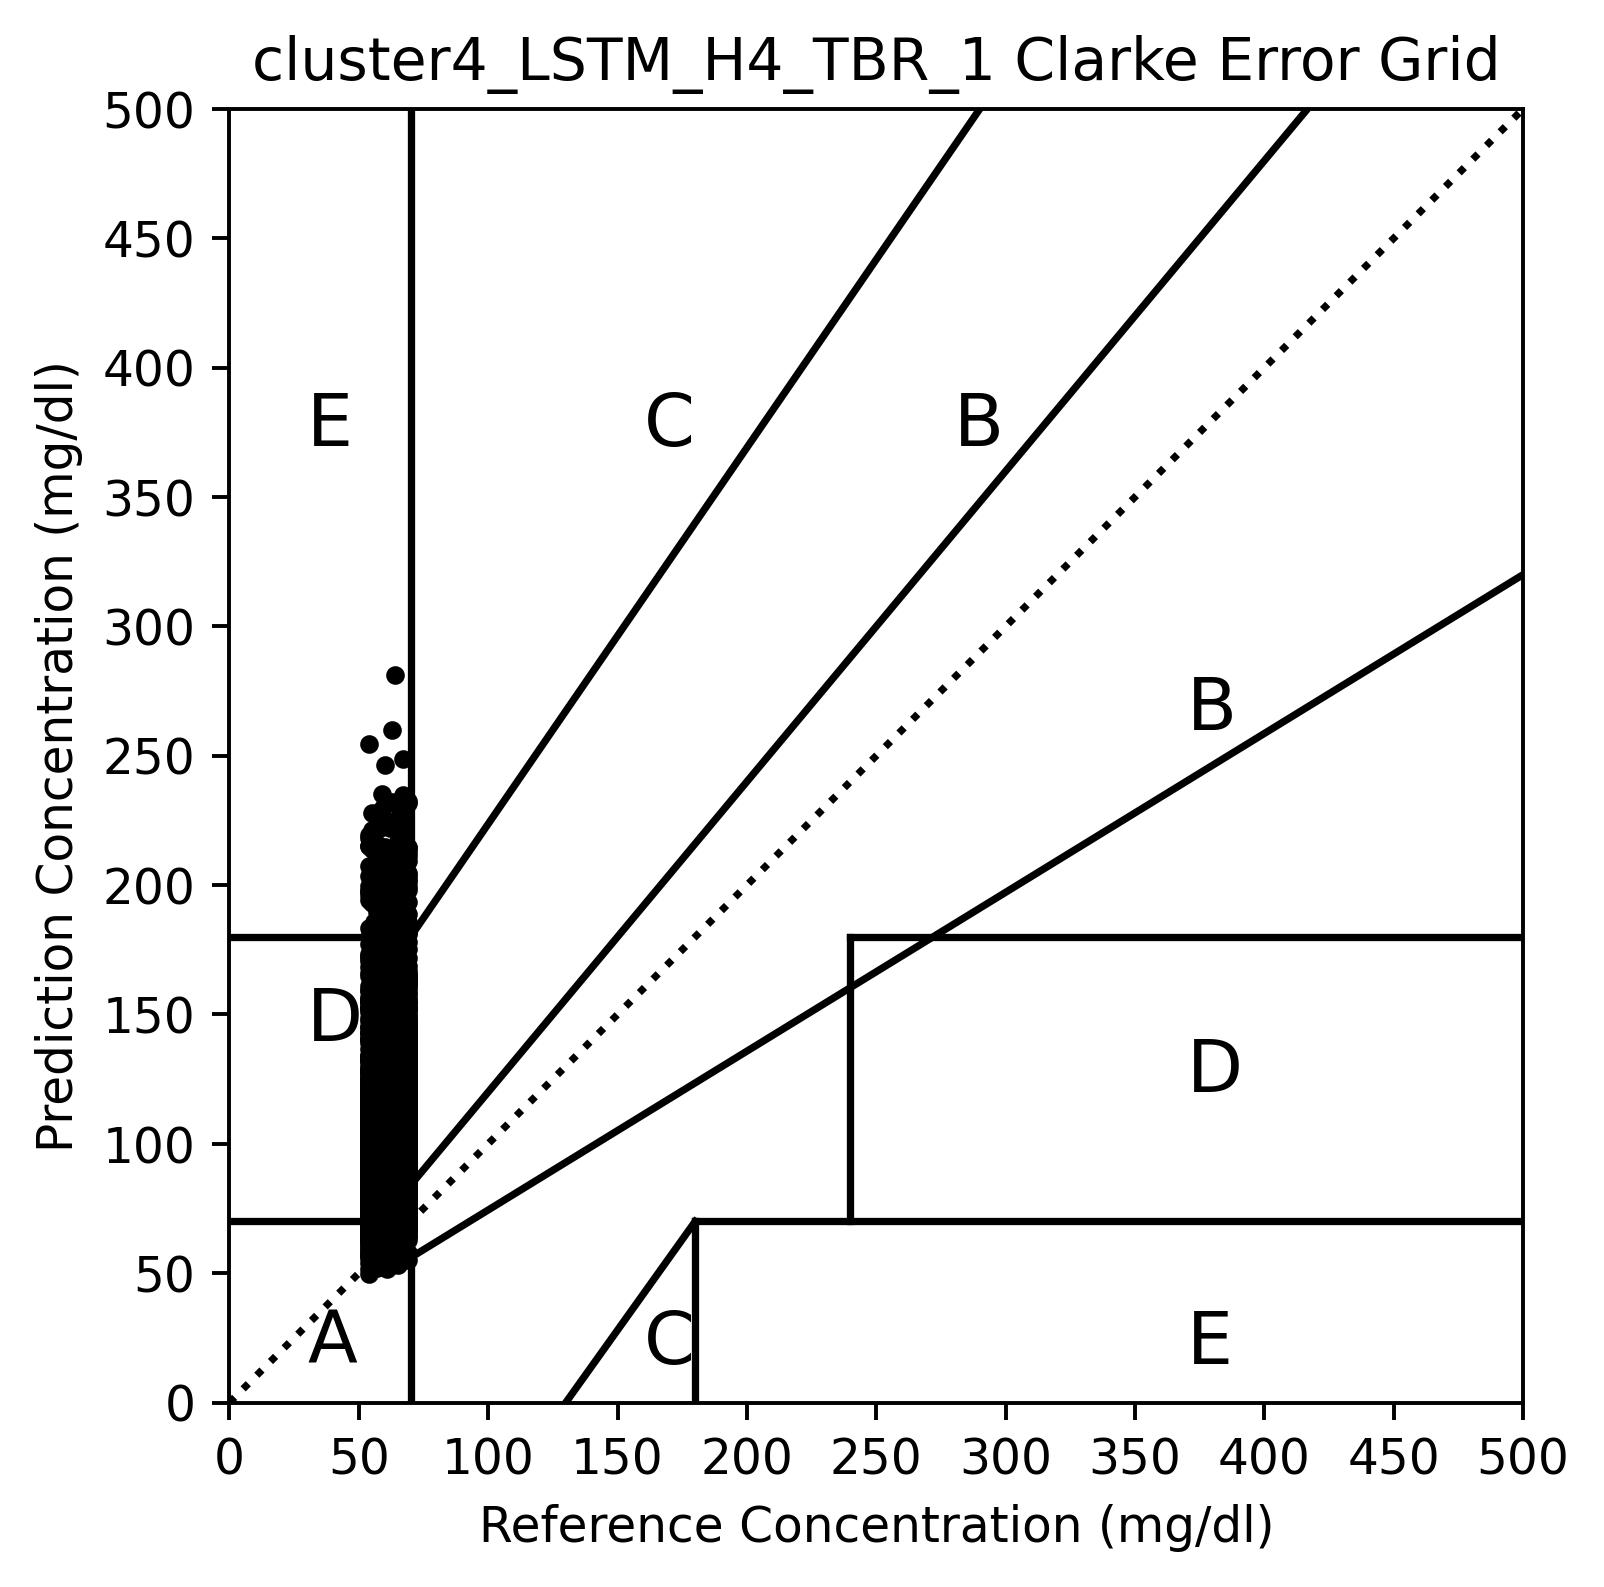 cluster4_LSTM_H4_TBR_1 Clarke Error Grid
Prediction Concentration (mg/dl)
500
450
400
350
300
250
200
150
100
50
0
E
C
B
B
D
D
A
C
E
0 50 100 150 200 250 300 350 400 450 500
Reference Concentration (mg/dl)